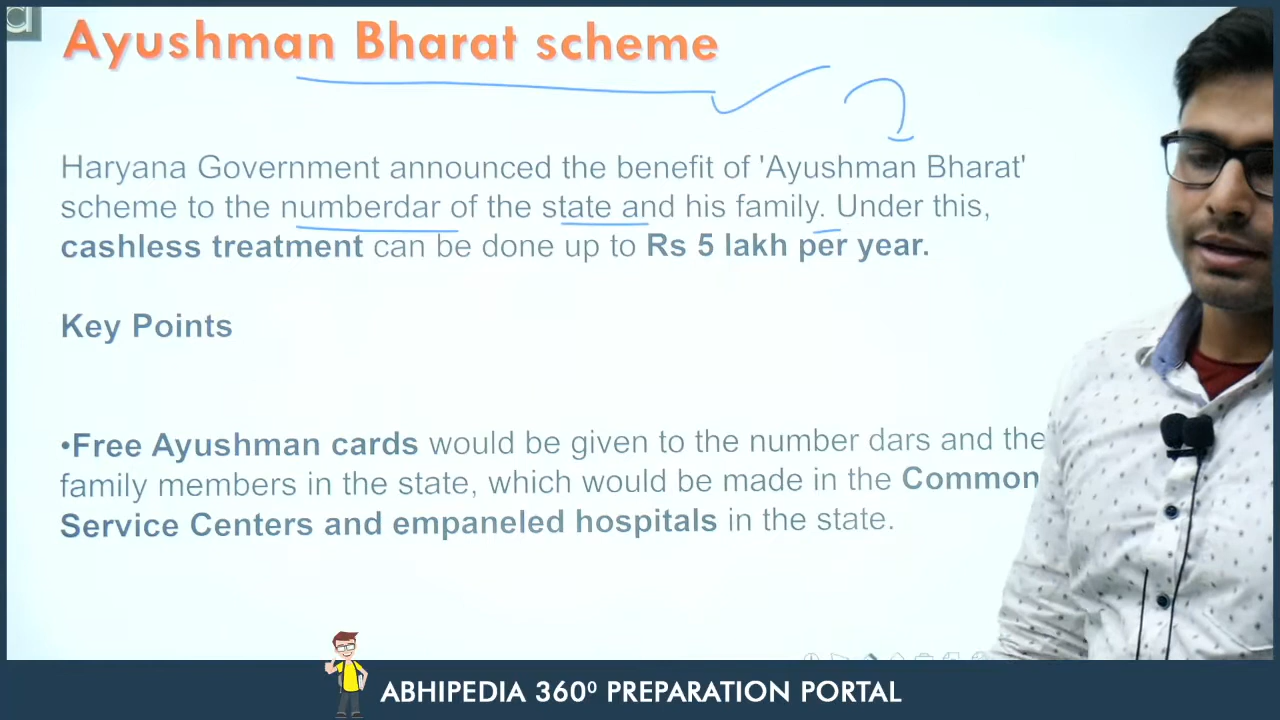 Ayushman Bharat scheme
Haryana Government announced the benefit of 'Ayushman Bharat'
scheme to the numberdar of the state and his family. Under this,
cashless treatment can be done up to Rs 5 lakh per year.
Key Points
•Free Ayushman cards would be given to the number dars and the
family members in the state, which would be made in the Common
Service Centers and empaneled hospitals in the state.
ABHIPEDIA 360º PREPARATION PORTAL